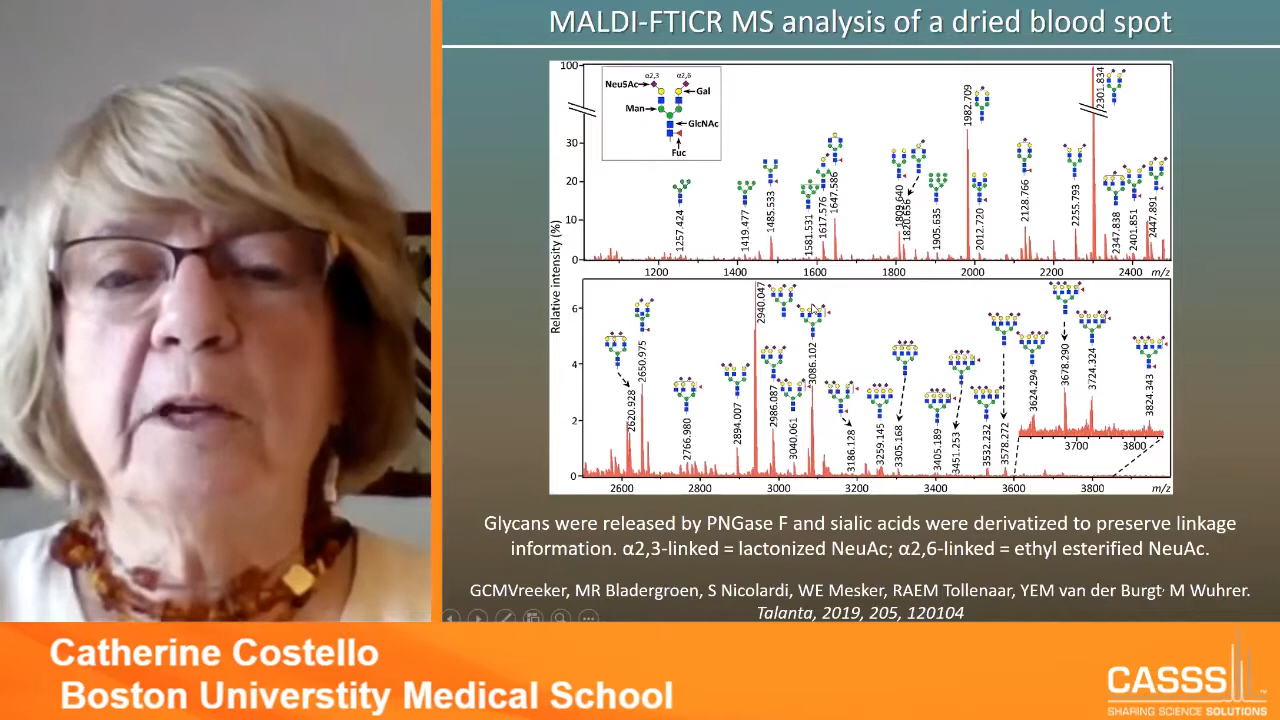 MALDI-FTICR MS analysis of a dried blood spot
100
30
20
10
0
Relative intensity (%)
α2,3
α2,6
Neu5Ac
Gal
Man
GlcNAc
Fuc
1257.424
1419.477
1485.533
1581.531
1617.576
1647.586
1809.640
1820.656
1905.635
1982.709
2012.720
2128.766
2255.793
2301.834
2347.838
2401.851
2447.891
1200 1400 1600 1800 2000 2200 2400 m/z
6
4
2
0
2620.928
2650.975
2766.980
2894.007
2940.047
2986.087
3040.061
3086.102
3186.128
3259.145
3305.168
3405.189
3451.253
3532.232
3578.272
3624.294
3678.290
3724.324
3824.343
3700 3800
2600 2800 3000 3200 3400 3600 3800 m/z
Glycans were released by PNGase F and sialic acids were derivatized to preserve linkage
information. α2,3-linked = lactonized NeuAc; α2,6-linked = ethyl esterified NeuAc.
GCMVreeker, MR Bladergroen, S Nicolardi, WE Mesker, RAEM Tollenaar, YEM van der Burgt, M Wuhrer.
Talanta, 2019, 205, 120104
Catherine Costello
Boston Universtity Medical School
CASSS
SHARING SCIENCE SOLUTIONS